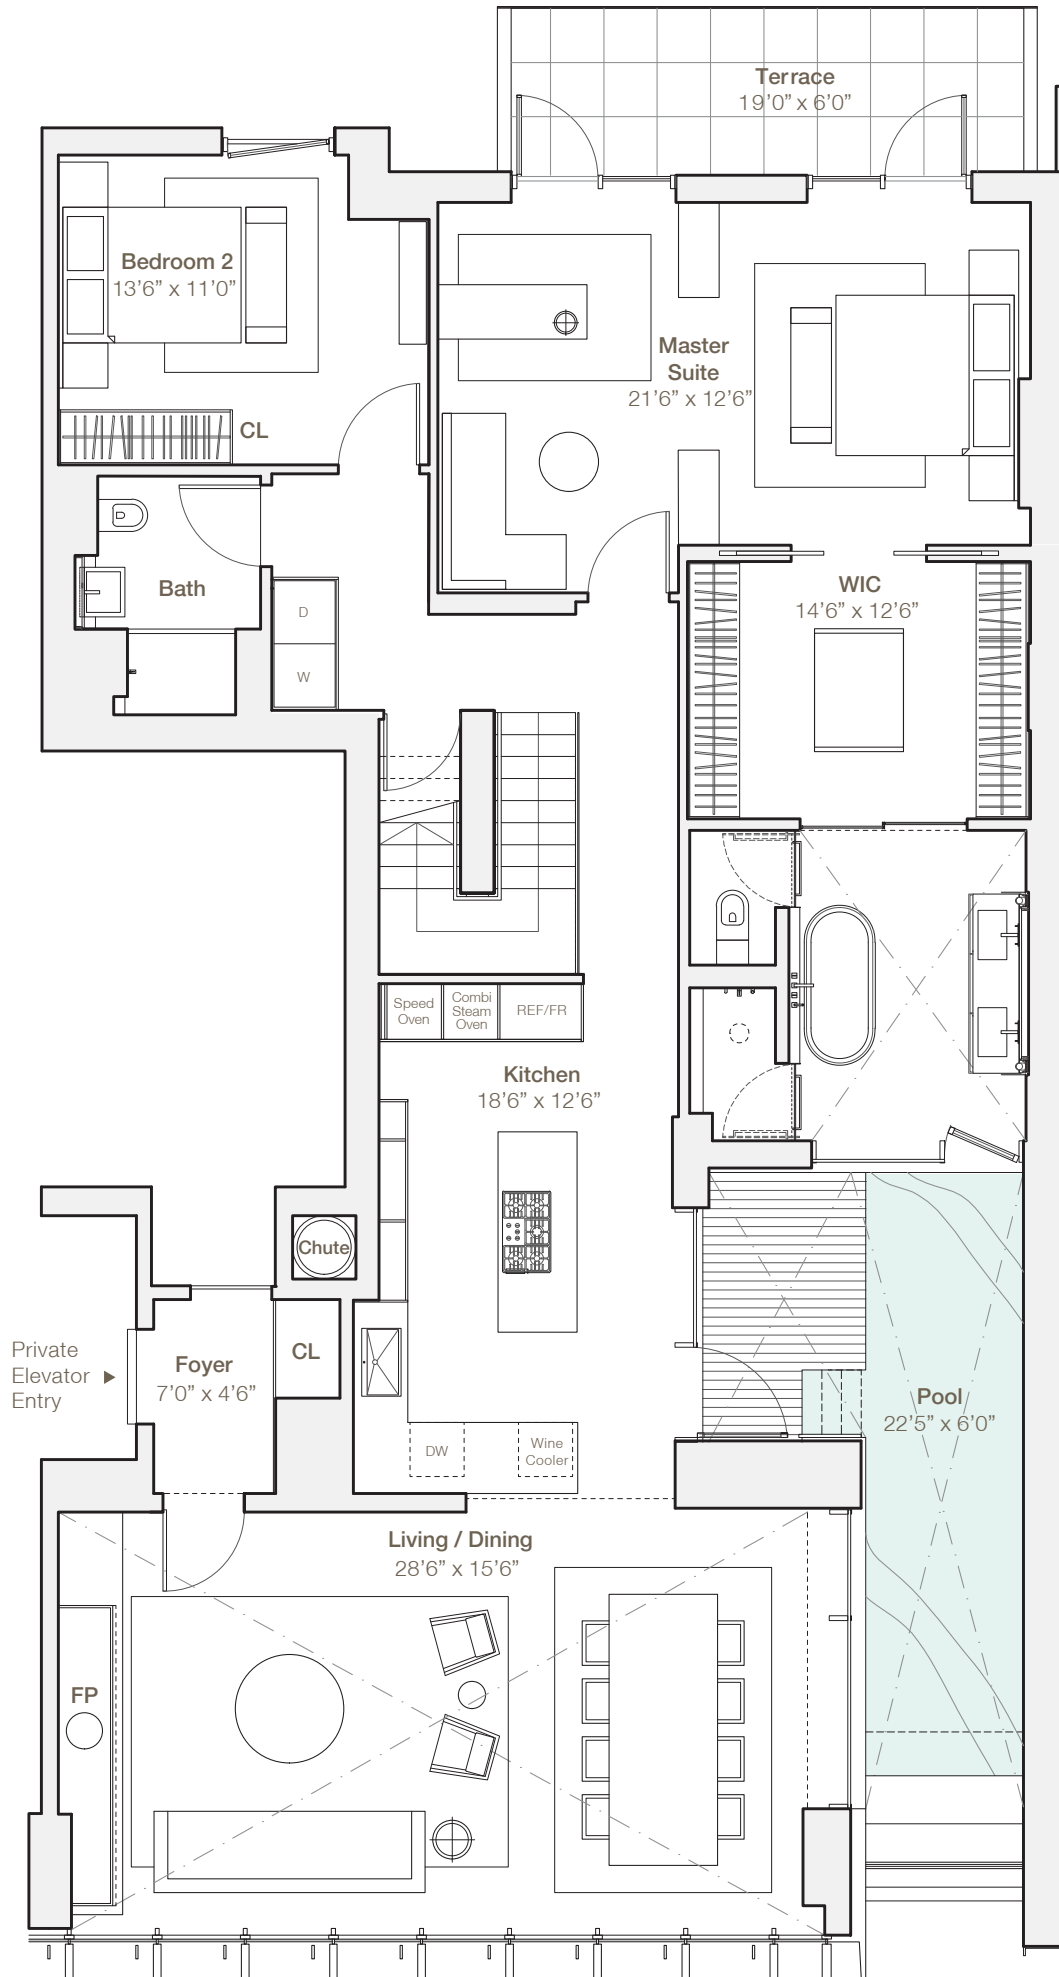 Terrace
19’0” x 6’0”
Bedroom 2
13’6” x 11’0”
Master
Suite
21’6” x 12’6”
CL
Bath
D
W
WIC
14’6” x 12’6”
Speed
Oven
Combi
Steam
Oven
REF/FR
Kitchen
18’6” x 12’6”
Chute
Private
Elevator
Entry
Foyer
7’0” x 4’6”
CL
Pool
22’5” x 6’0”
DW
Wine
Cooler
Living / Dining
28’6” x 15’6”
FP